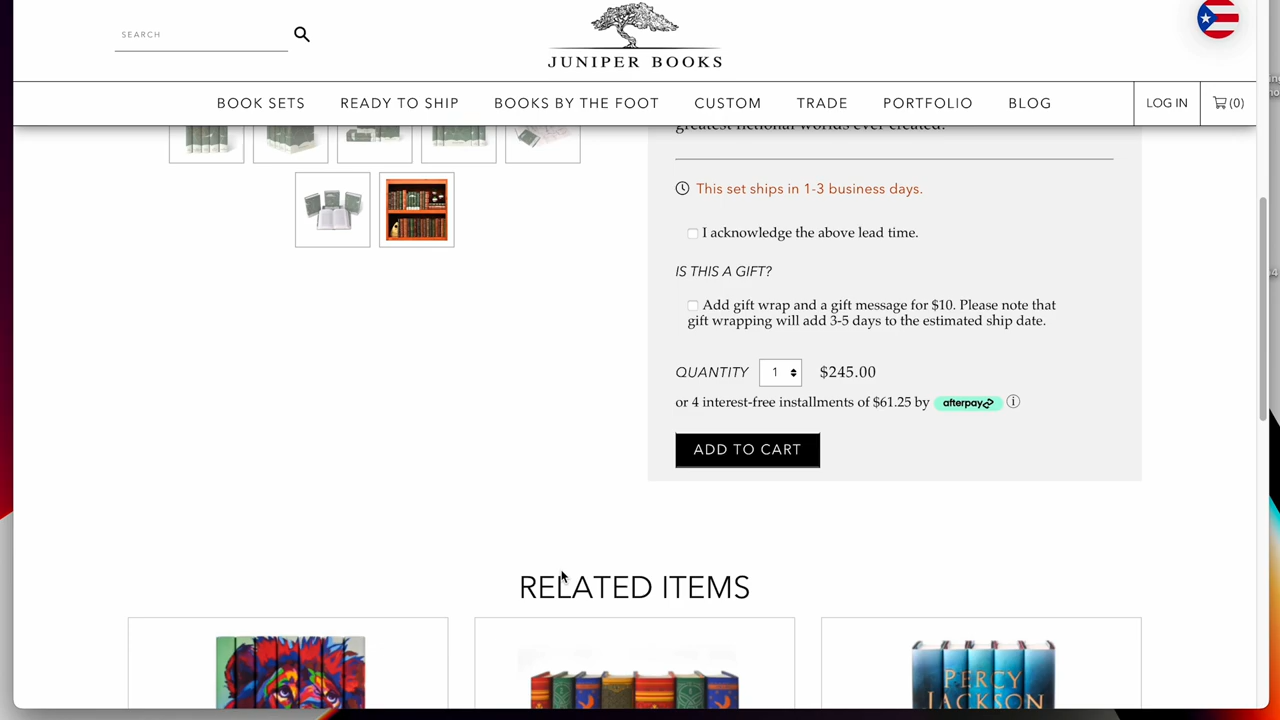 SEARCH
JUNIPER BOOKS
BOOK SETS READY TO SHIP BOOKS BY THE FOOT CUSTOM TRADE PORTFOLIO BLOG LOG IN (0)
greatest fictional worlds ever created.
This set ships in 1-3 business days.
I acknowledge the above lead time.
IS THIS A GIFT?
Add gift wrap and a gift message for $10. Please note that
gift wrapping will add 3-5 days to the estimated ship date.
QUANTITY 1 $245.00
or 4 interest-free installments of $61.25 by afterpay
ADD TO CART
RELATED ITEMS
PERCY
JACKSON